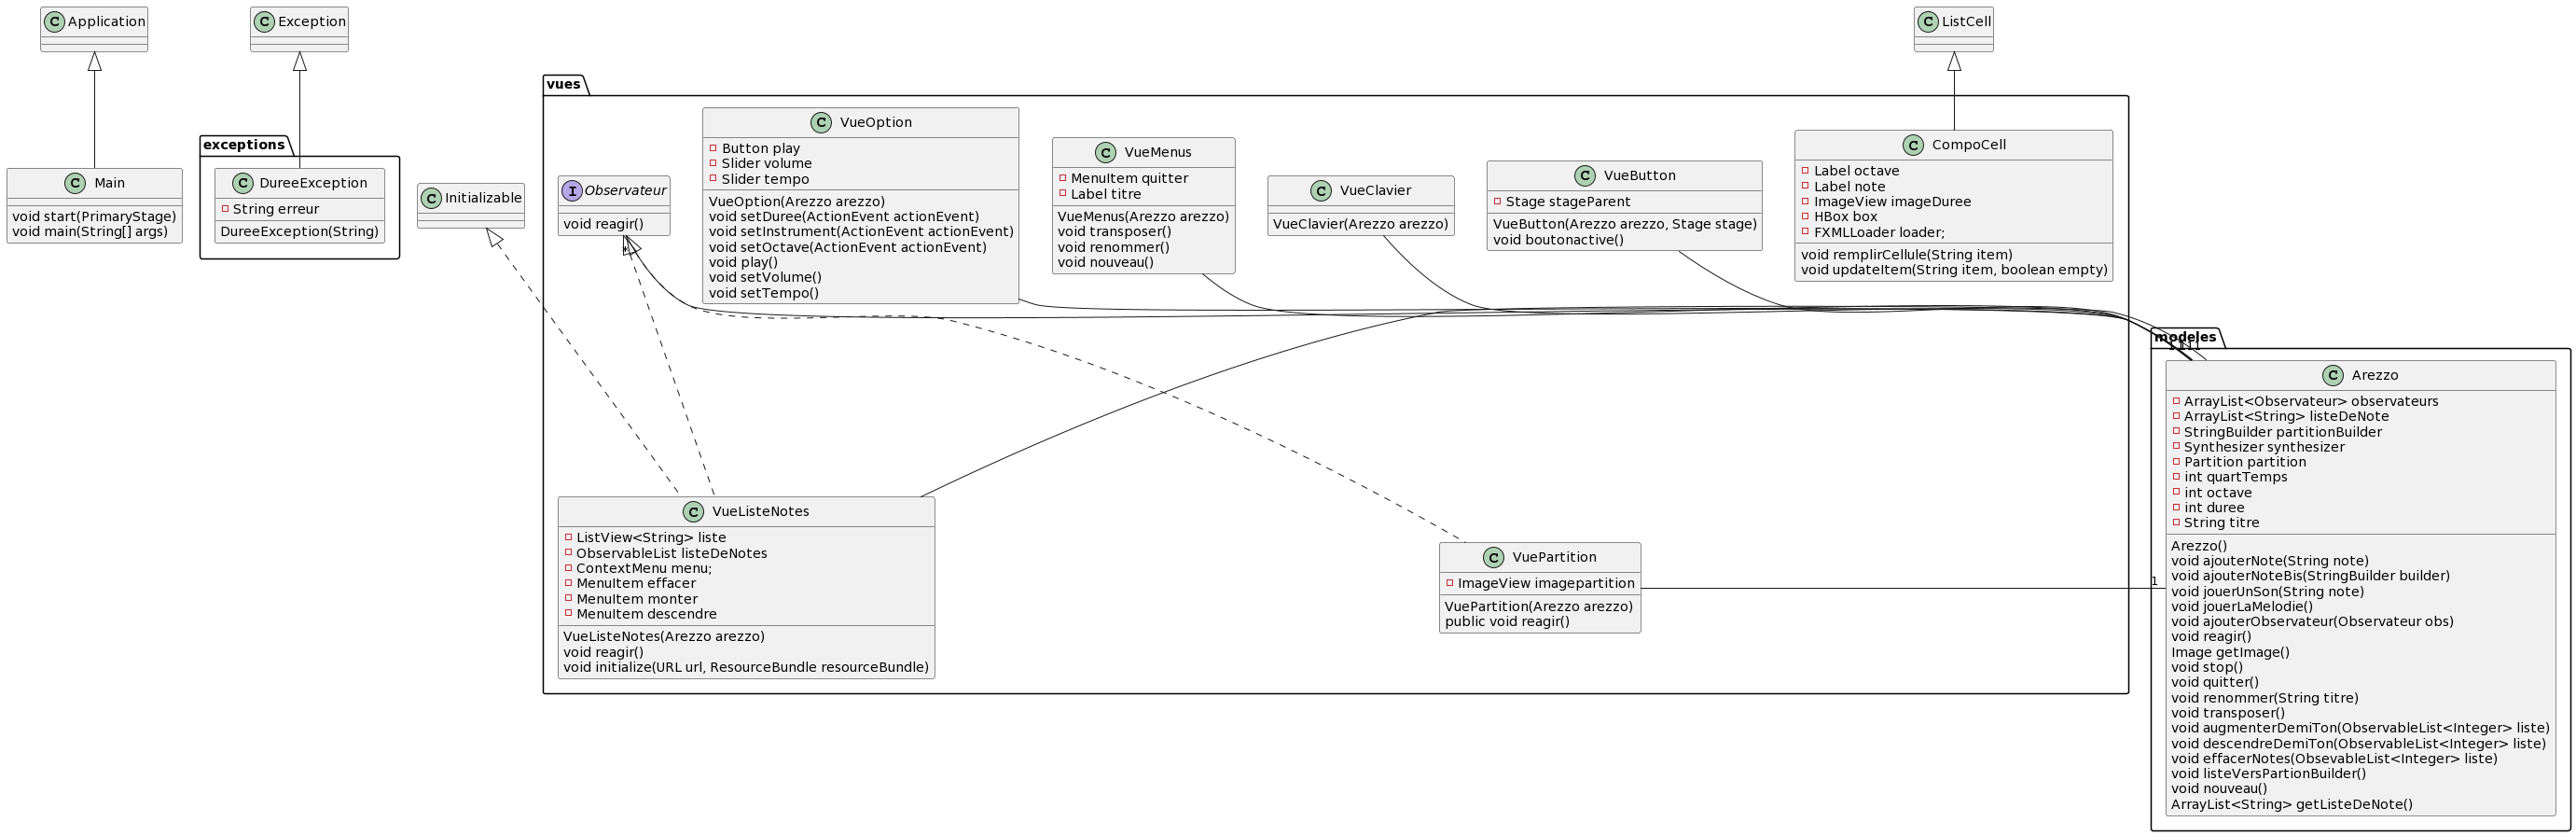 Application
Exception
ListCell
vues
exceptions
Main
void start(PrimaryStage)
void main(String[] args)
DureeException
String erreur
DureeException(String)
Initializable
Observateur
void reagir()
VueOption
Button play
Slider volume
Slider tempo
VueOption(Arezzo arezzo)
void setDuree(ActionEvent actionEvent)
void setInstrument(ActionEvent actionEvent)
void setOctave(ActionEvent actionEvent)
void play()
void setVolume()
void setTempo()
VueMenus
MenuItem quitter
Label titre
VueMenus(Arezzo arezzo)
void transposer()
void renommer()
void nouveau()
VueClavier
VueClavier(Arezzo arezzo)
VueButton
Stage stageParent
VueButton(Arezzo arezzo, Stage stage)
void boutonactive()
CompoCell
Label octave
Label note
ImageView imageDuree
HBox box
FXMLLoader loader;
void remplirCellule(String item)
void updateItem(String item, boolean empty)
*
modeles
Arezzo
ArrayList<Observateur> observateurs
ArrayList<String> listeDeNote
StringBuilder partitionBuilder
Synthesizer synthesizer
Partition partition
int quartTemps
int octave
int duree
String titre
Arezzo()
void ajouterNote(String note)
void ajouterNoteBis(StringBuilder builder)
void jouerUnSon(String note)
void jouerLaMelodie()
void ajouterObservateur(Observateur obs)
void reagir()
Image getImage()
void stop()
void quitter()
void renommer(String titre)
void transposer()
void augmenterDemiTon(ObservableList<Integer> liste)
void descendreDemiTon(ObservableList<Integer> liste)
void effacerNotes(ObsevableList<Integer> liste)
void listeVersPartionBuilder()
void nouveau()
ArrayList<String> getListeDeNote()
VueListeNotes
ListView<String> liste
ObservableList listeDeNotes
ContextMenu menu;
MenuItem effacer
MenuItem monter
MenuItem descendre
VueListeNotes(Arezzo arezzo)
void reagir()
void initialize(URL url, ResourceBundle resourceBundle)
VuePartition
ImageView imagepartition
VuePartition(Arezzo arezzo)
public void reagir()
1